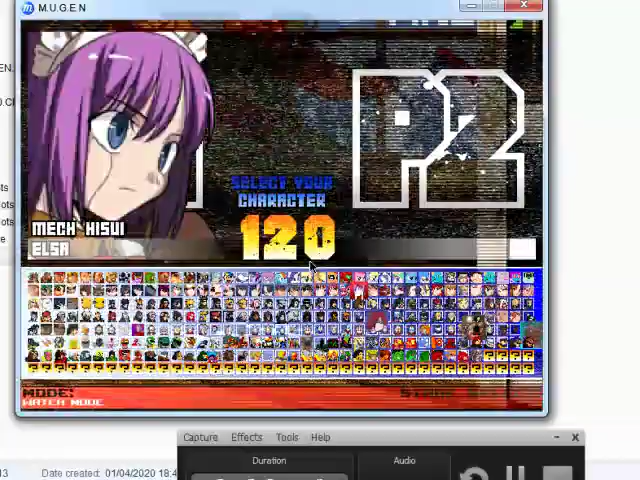 M.U.G.E.N
P2
SELECT YOUR
CHARACTER
120
MECH HISUI
ELSA
MODE:
WATCH MODE
Capture Effects Tools Help
Duration
Audio
Date created: 01/04/2020 18:4